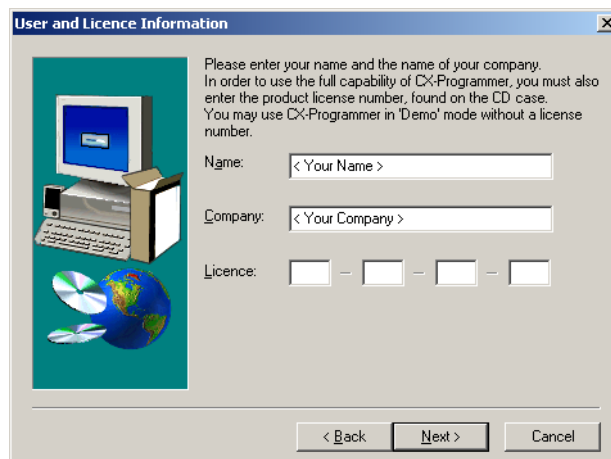 User and Licence Information
Please enter your name and the name of your company.
In order to use the full capability of CX-Programmer, you must also
enter the product license number, found on the CD case.
You may use CX-Programmer in 'Demo' mode without a license
number.
Name: < Your Name >
Company: < Your Company >
Licence: – – –
< Back Next > Cancel